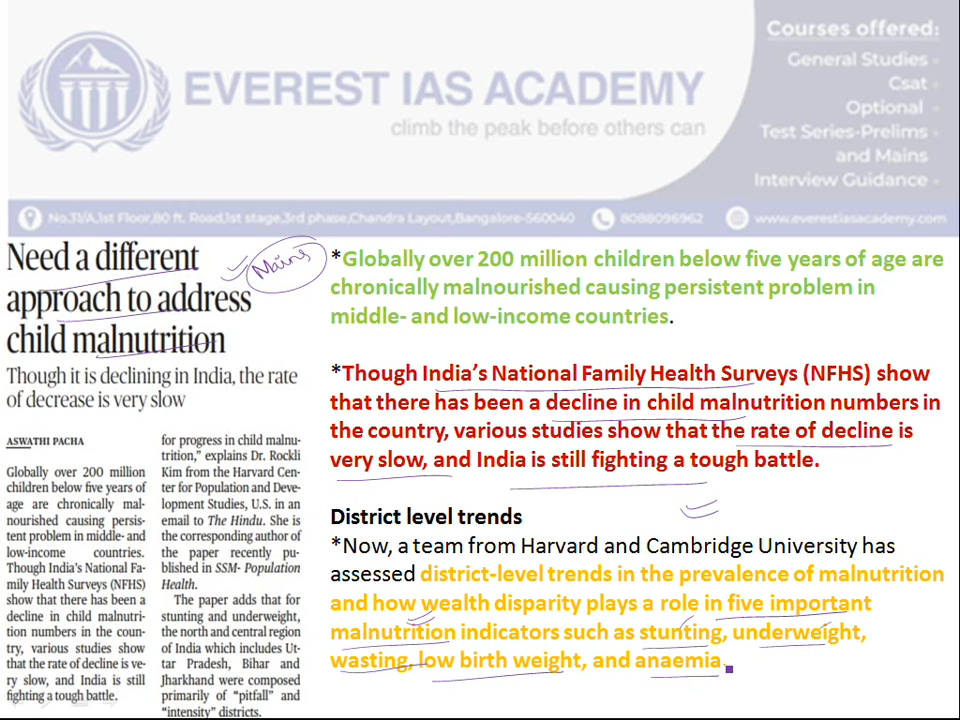 Courses offered:
General Studies
Csat
Optional
Test Series-Prelims
and Mains
Interview Guidance
EVEREST IAS ACADEMY
climb the peak before others can
No.31/A,1st Floor,80 ft. Road,1st stage,3rd phase,Chandra Layout,Bangalore-560040
8088096962
www.everestiasacademy.com
Need a different
approach to address
child malnutrition
Mains
Though it is declining in India, the rate
of decrease is very slow
ASWATHI PACHA
Globally over 200 million
children below five years of
age are chronically mal-
nourished causing persis-
tent problem in middle- and
low-income countries.
Though India's National Fa-
mily Health Surveys (NFHS)
show that there has been a
decline in child malnutri-
tion numbers in the coun-
try, various studies show
that the rate of decline is ve-
ry slow, and India is still
fighting a tough battle.
for progress in child malnu-
trition," explains Dr. Rockli
Kim from the Harvard Cen-
ter for Population and Deve-
lopment Studies, U.S. in an
email to The Hindu. She is
the corresponding author of
the paper recently pu-
blished in SSM- Population
Health.
The paper adds that for
stunting and underweight,
the north and central region
of India which includes Ut-
tar Pradesh, Bihar and
Jharkhand were composed
primarily of "pitfall" and
"intensity" districts.
*Globally over 200 million children below five years of age are
chronically malnourished causing persistent problem in
middle- and low-income countries.
*Though India's National Family Health Surveys (NFHS) show
that there has been a decline in child malnutrition numbers in
the country, various studies show that the rate of decline is
very slow, and India is still fighting a tough battle.
District level trends
*Now, a team from Harvard and Cambridge University has
assessed district-level trends in the prevalence of malnutrition
and how wealth disparity plays a role in five important
malnutrition indicators such as stunting, underweight,
wasting, low birth weight, and anaemia.